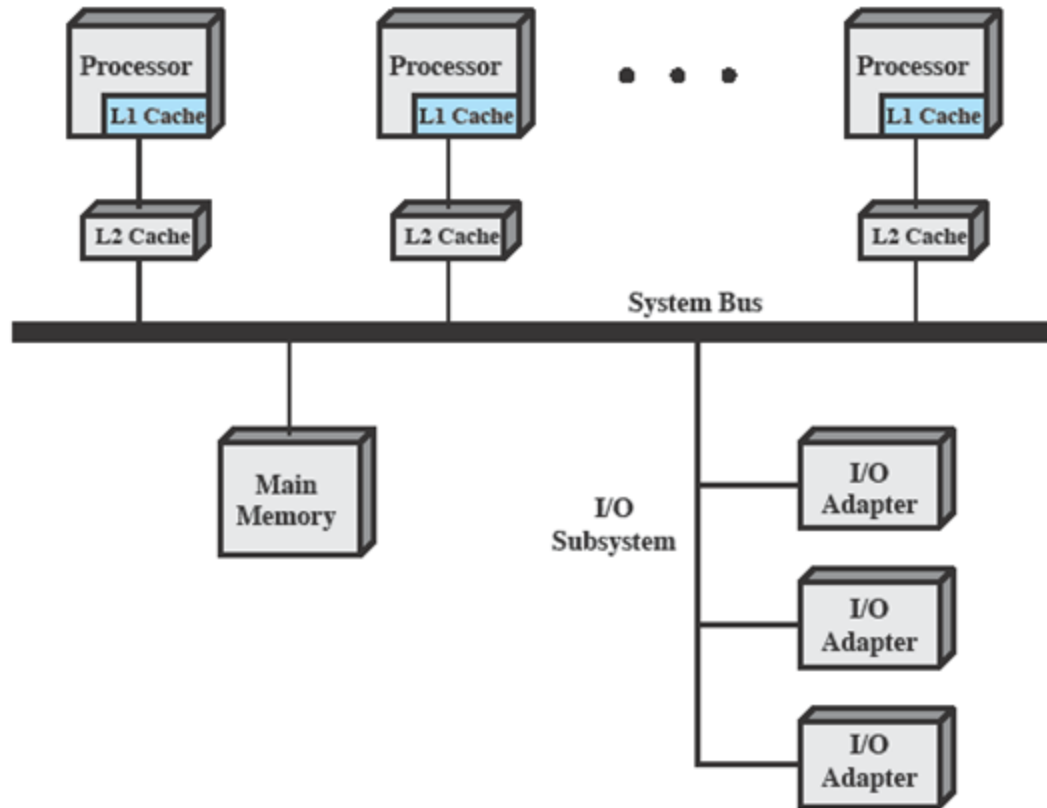 Processor
L1 Cache
Processor
L1 Cache
Processor
L1 Cache
L2 Cache
L2 Cache
L2 Cache
System Bus
Main
Memory
I/O
Subsystem
I/O
Adapter
I/O
Adapter
I/O
Adapter